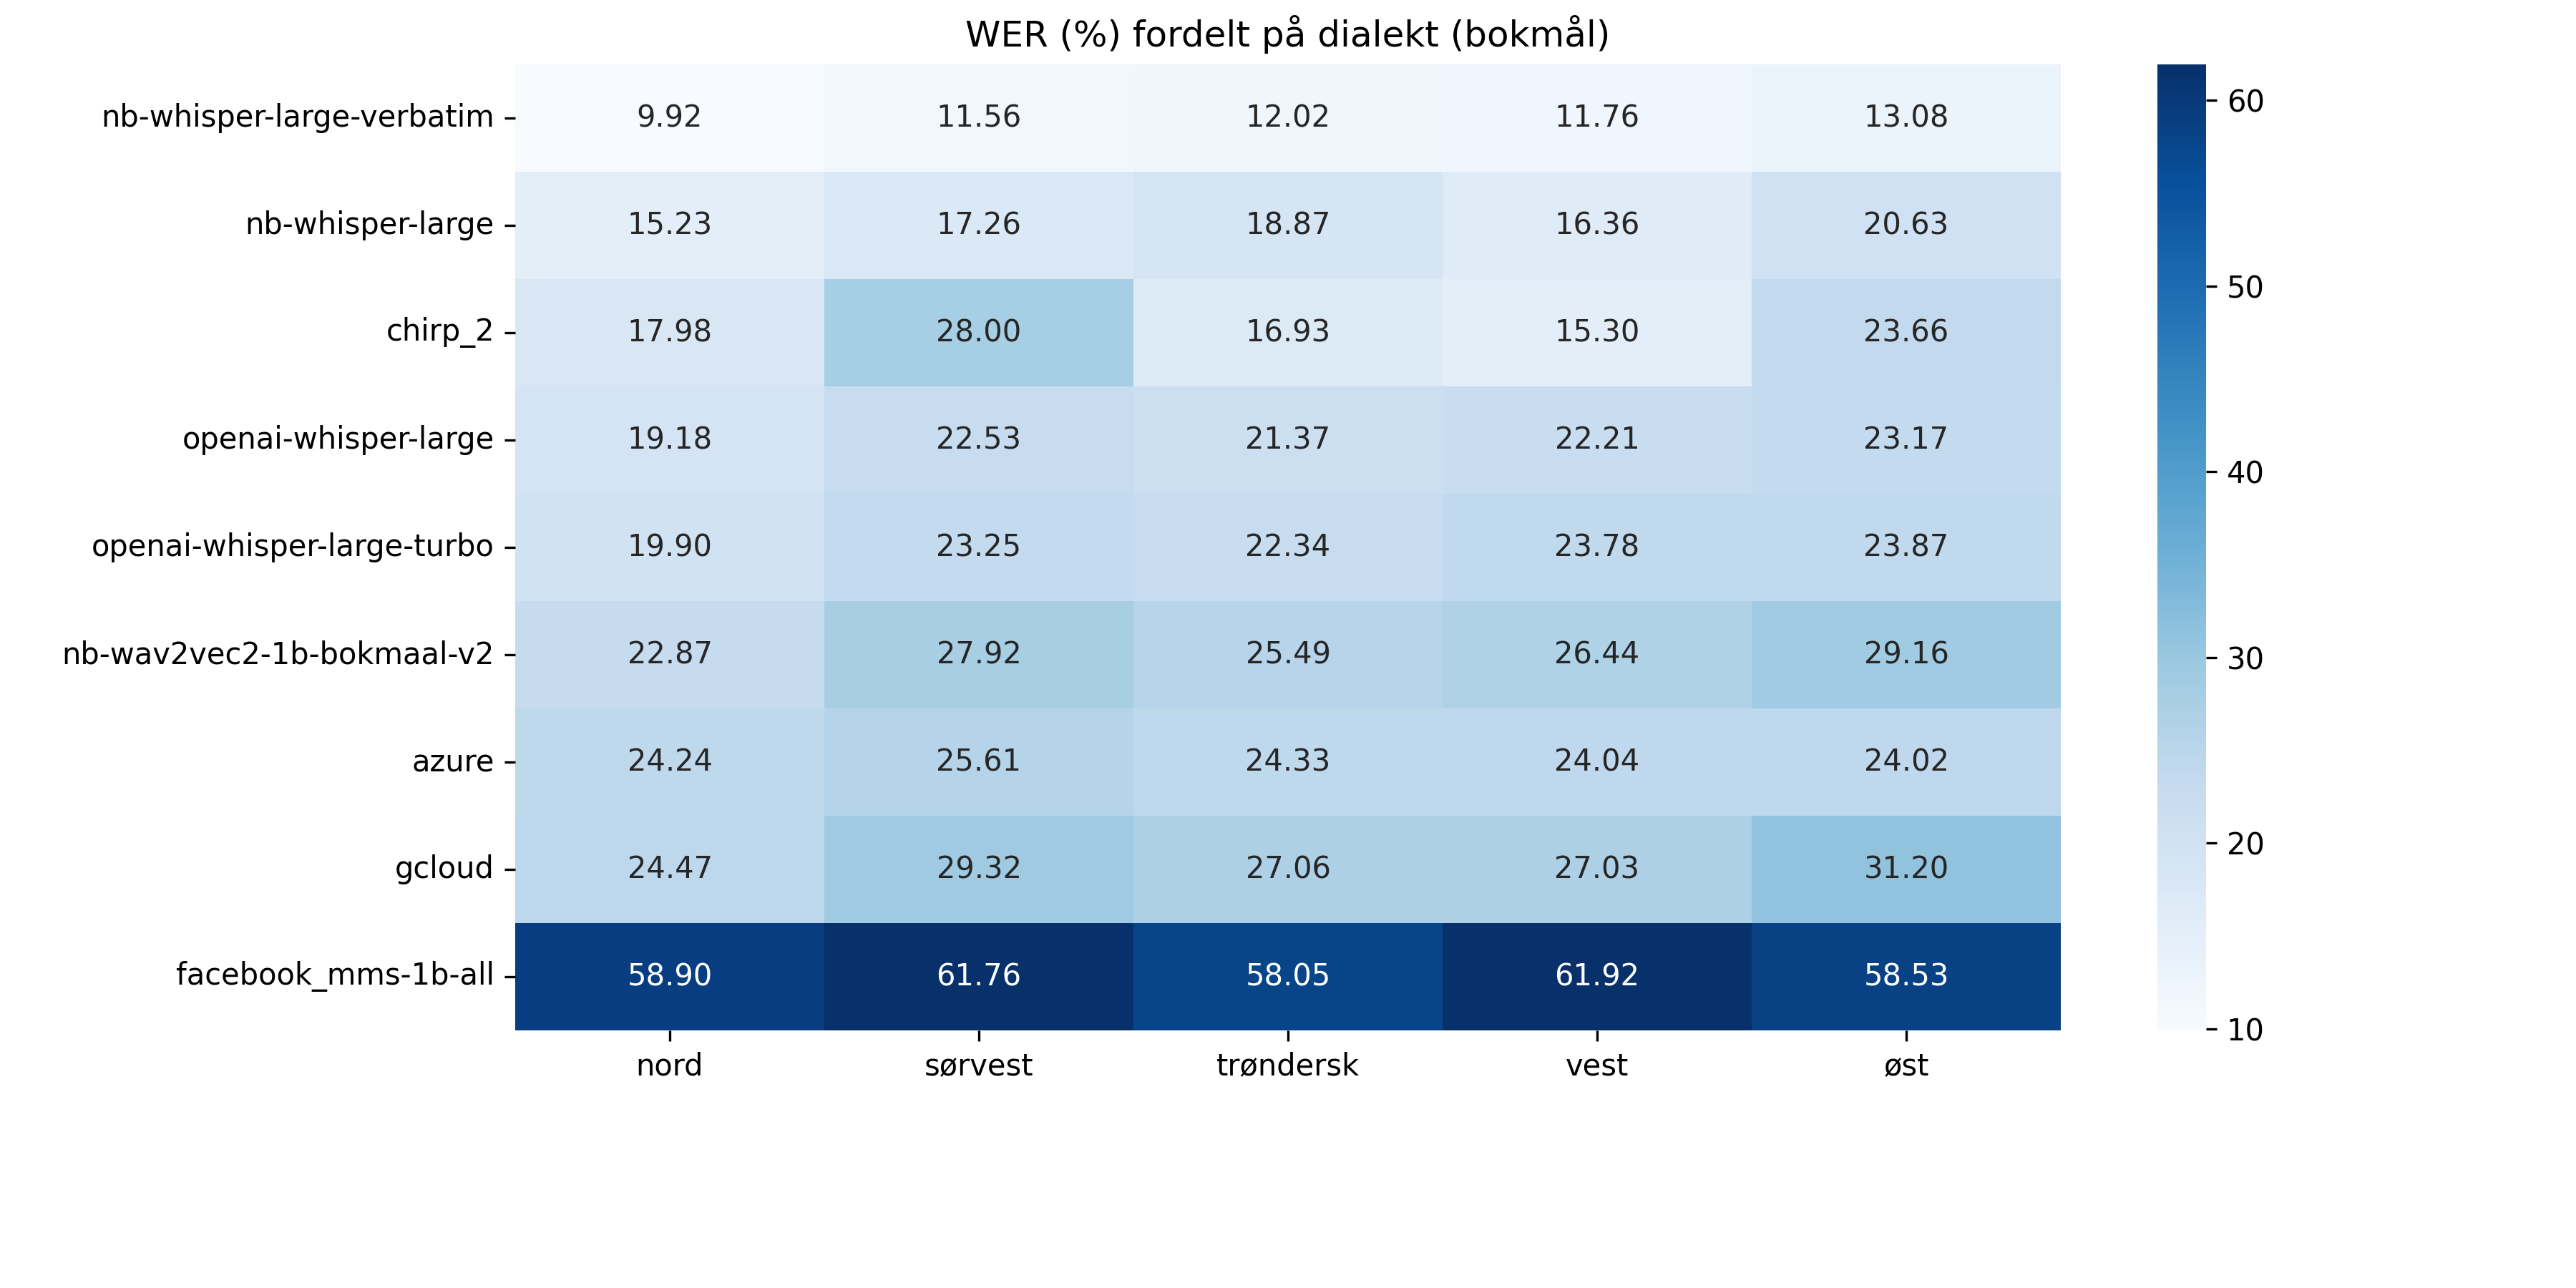 WER (%) fordelt på dialekt (bokmål)
nb-whisper-large-verbatim 9.92 11.56 12.02 11.76 13.08
nb-whisper-large 15.23 17.26 18.87 16.36 20.63
chirp_2 17.98 28.00 16.93 15.30 23.66
openai-whisper-large 19.18 22.53 21.37 22.21 23.17
openai-whisper-large-turbo 19.90 23.25 22.34 23.78 23.87
nb-wav2vec2-1b-bokmaal-v2 22.87 27.92 25.49 26.44 29.16
azure 24.24 25.61 24.33 24.04 24.02
gcloud 24.47 29.32 27.06 27.03 31.20
facebook_mms-1b-all 58.90 61.76 58.05 61.92 58.53
nord sørvest trøndersk vest øst
60
50
40
30
20
10